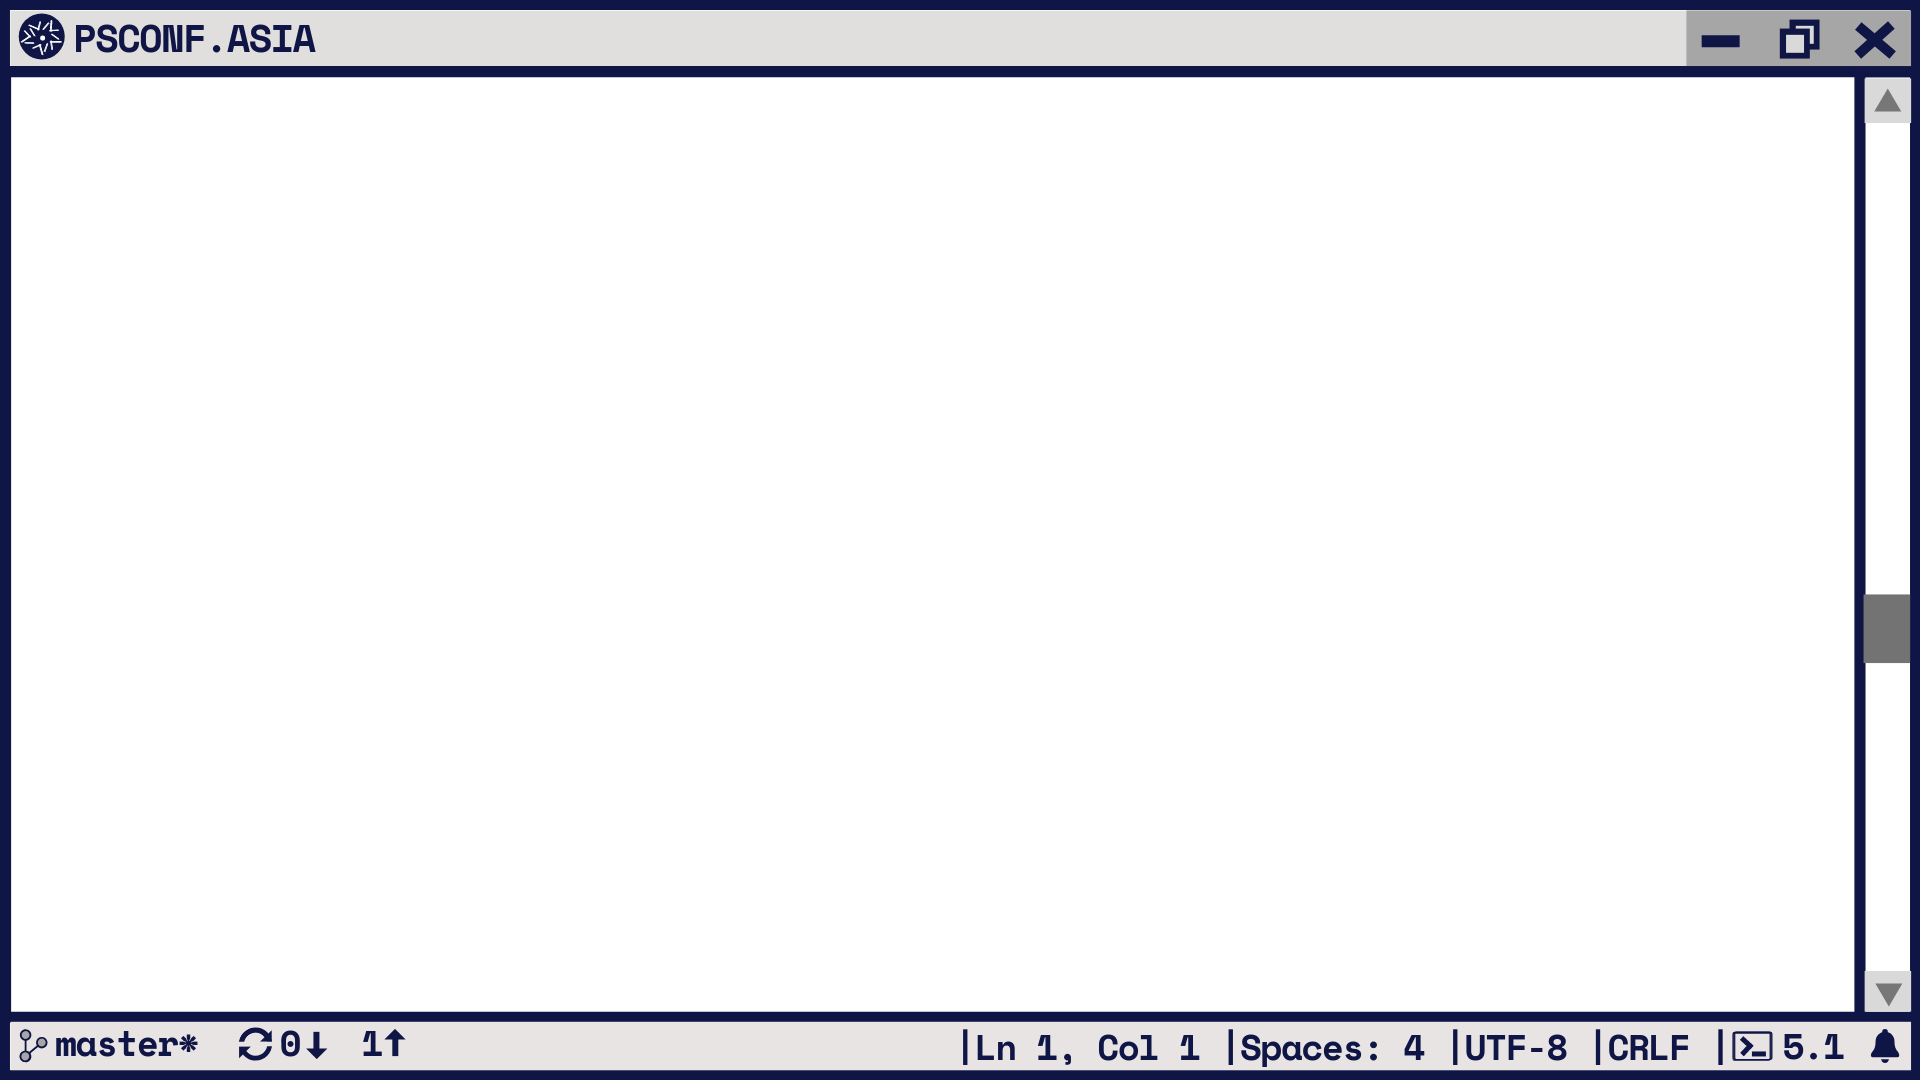 PSCONF.ASIA
master* 0↓ 1↑ |Ln 1, Col 1 |Spaces: 4 |UTF-8 |CRLF | 5.1